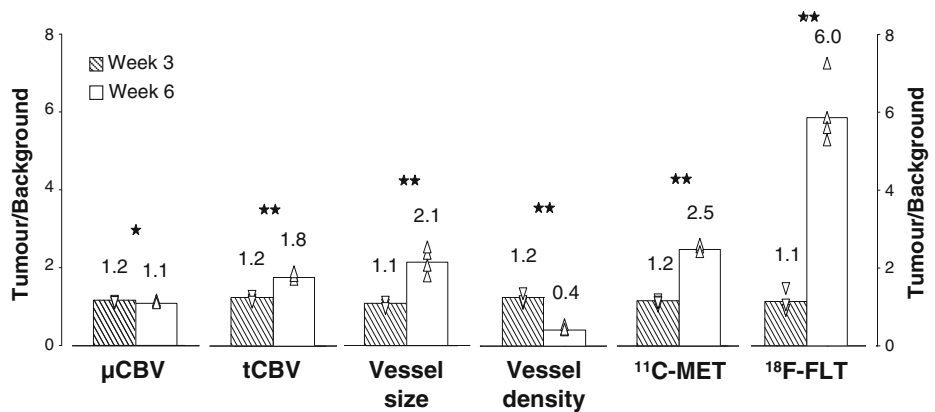 8
8
6
6
4
4
2
2
0
0
Tumour/Background
Tumour/Background
Week 3
Week 6
★
★★
★★
★★
★★
★★
1.2
1.1
1.2
1.8
1.1
2.1
1.2
0.4
1.2
2.5
1.1
6.0
µCBV
tCBV
Vessel
size
Vessel
density
¹¹C-MET
¹⁸F-FLT